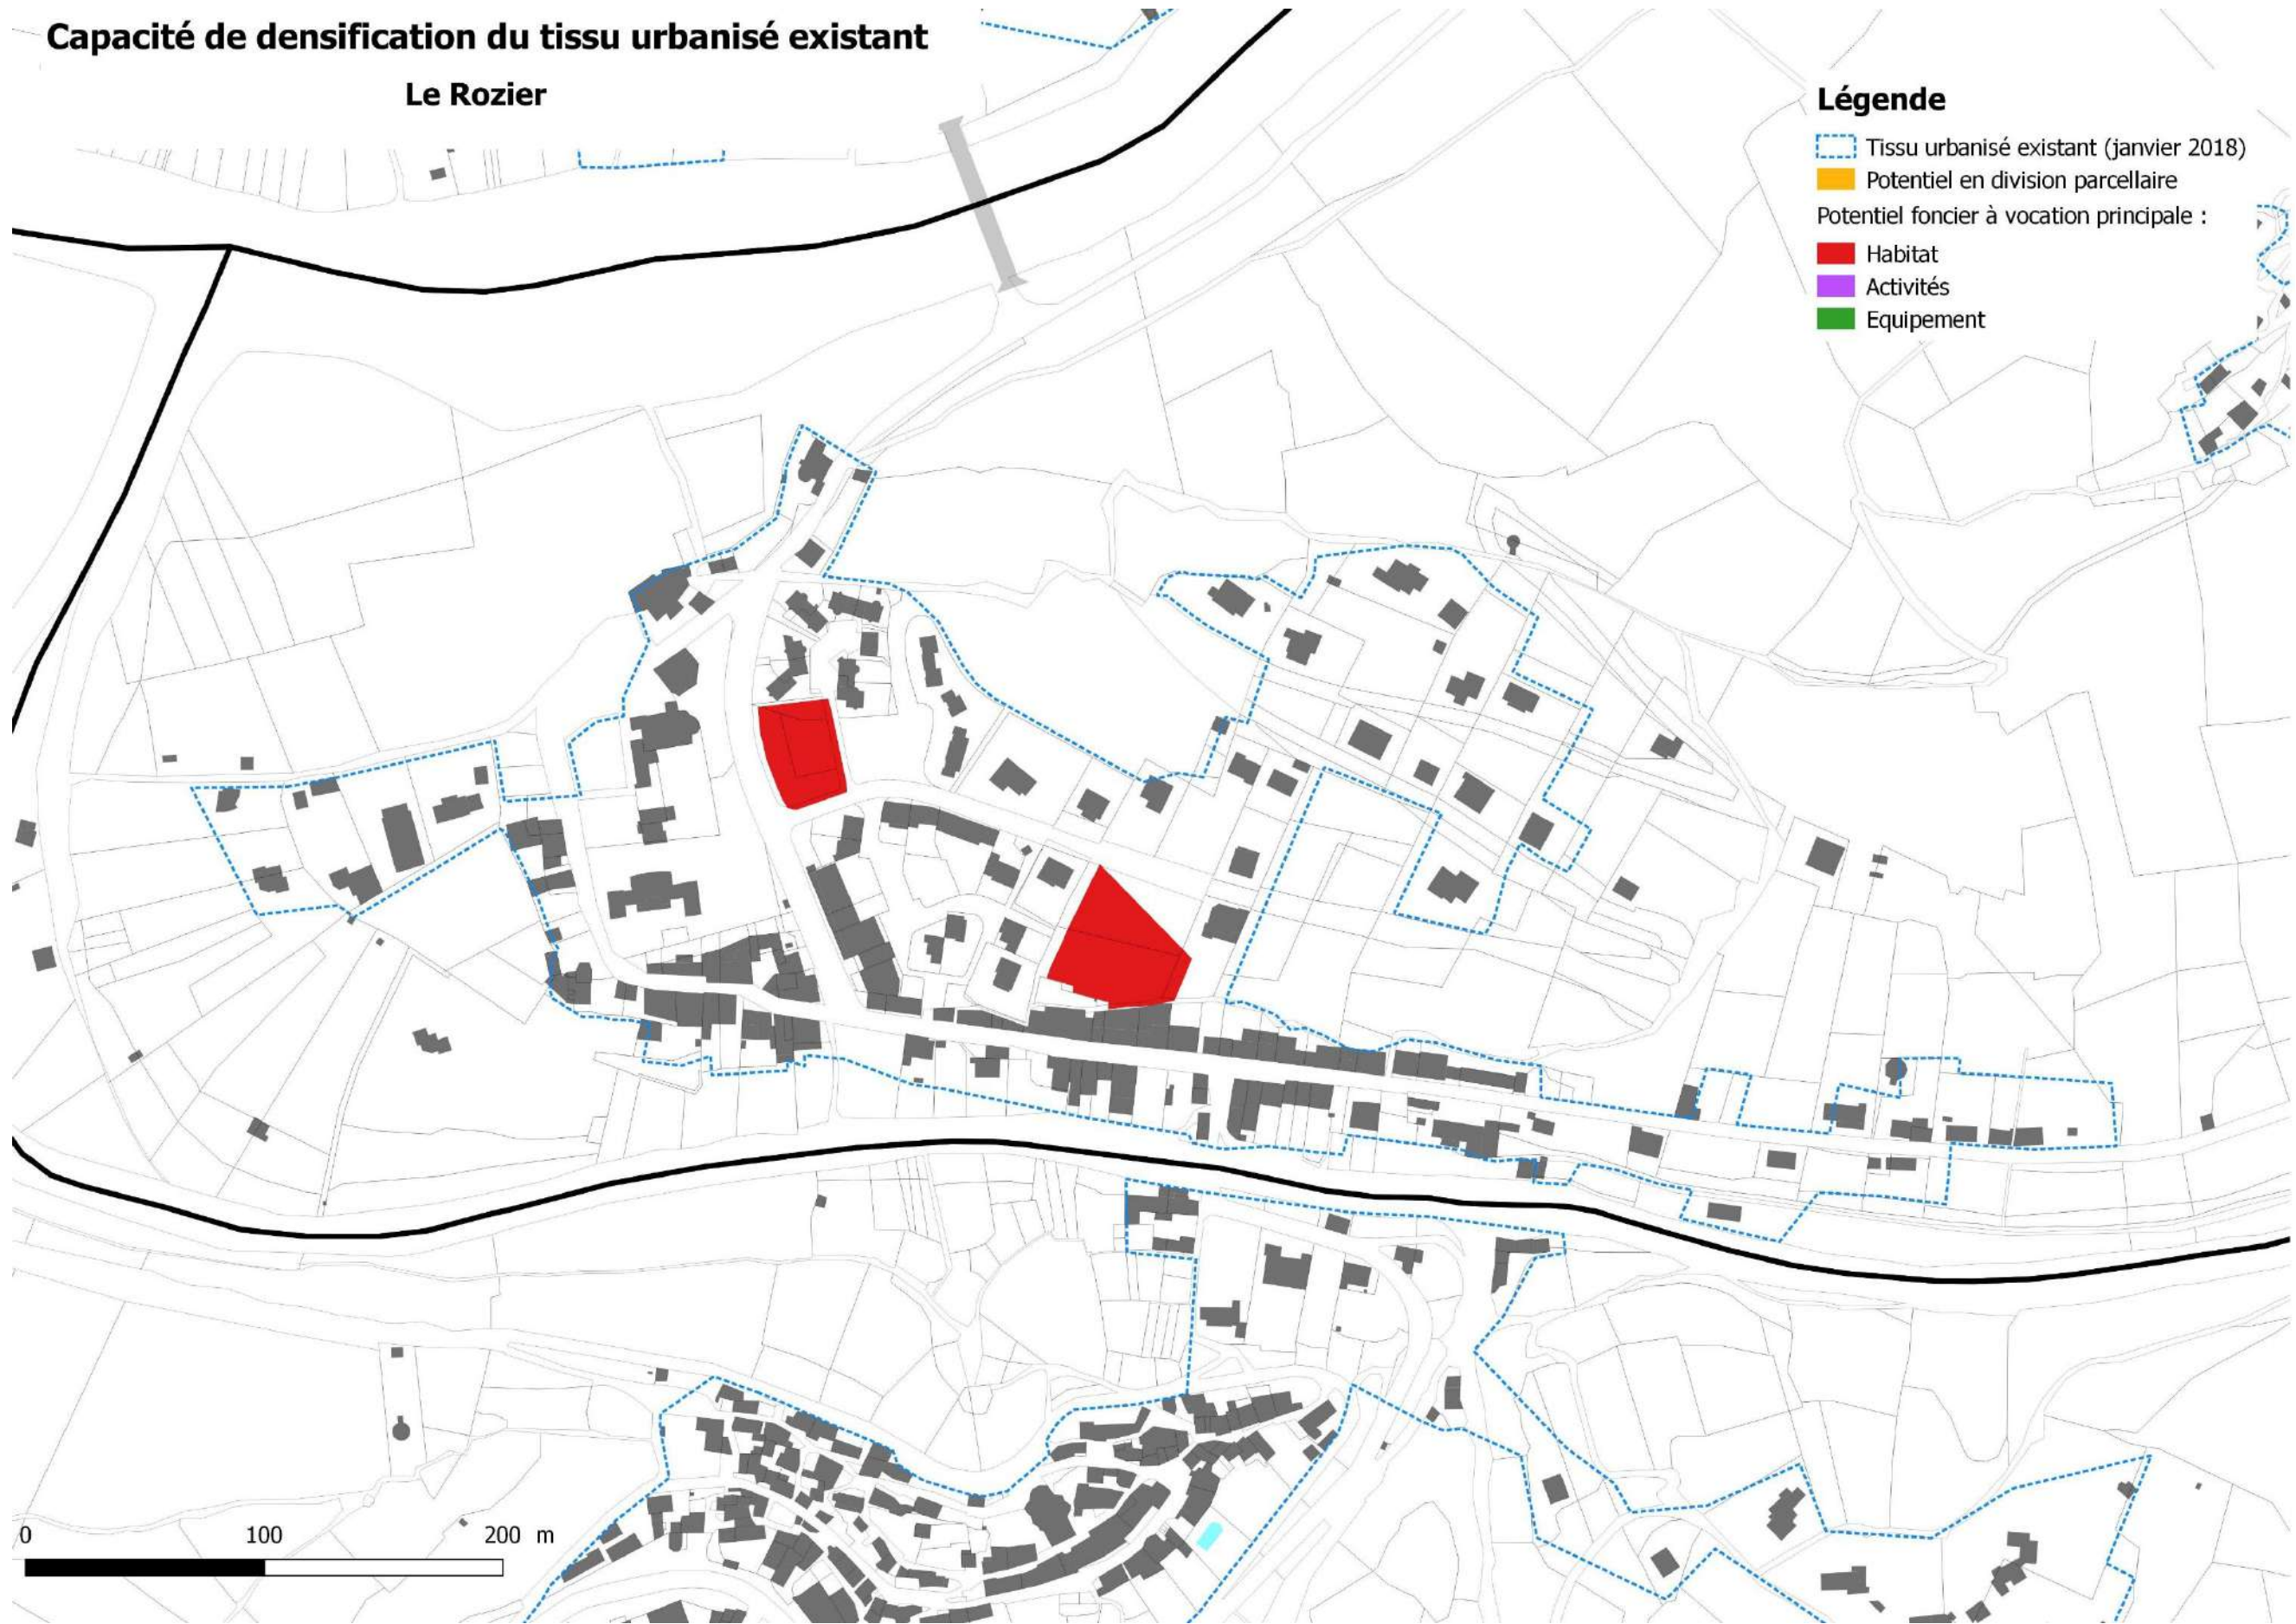 Capacité de densification du tissu urbanisé existant
Le Rozier
Légende
Tissu urbanisé existant (janvier 2018)
Potentiel en division parcellaire
Potentiel foncier à vocation principale :
Habitat
Activités
Equipement
0 100 200 m